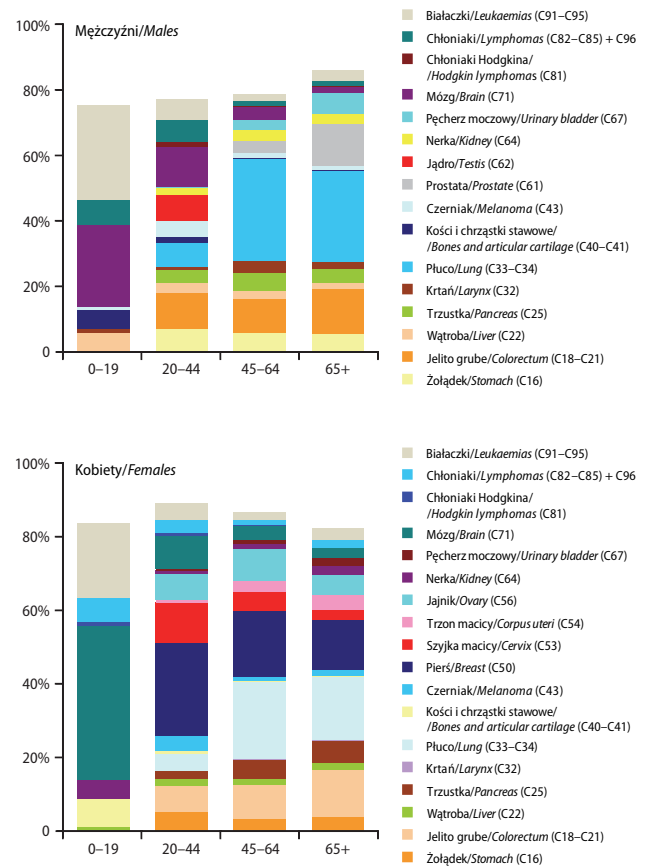 Mężczyźni/Males
100%
80%
60%
40%
20%
0
0–19
20–44
45–64
65+
Białaczki/Leukaemias (C91–C95)
Chłoniaki/Lymphomas (C82–C85) + C96
Chłoniaki Hodgkina/
/Hodgkin lymphomas (C81)
Mózg/Brain (C71)
Pęcherz moczowy/Urinary bladder (C67)
Nerka/Kidney (C64)
Jądro/Testis (C62)
Prostata/Prostate (C61)
Czerniak/Melanoma (C43)
Kości i chrząstki stawowe/
/Bones and articular cartilage (C40–C41)
Płuco/Lung (C33–C34)
Krtań/Larynx (C32)
Trzustka/Pancreas (C25)
Wątroba/Liver (C22)
Jelito grube/Colorectum (C18–C21)
Żołądek/Stomach (C16)
Kobiety/Females
100%
80%
60%
40%
20%
0
0–19
20–44
45–64
65+
Białaczki/Leukaemias (C91–C95)
Chłoniaki/Lymphomas (C82–C85) + C96
Chłoniaki Hodgkina/
/Hodgkin lymphomas (C81)
Mózg/Brain (C71)
Pęcherz moczowy/Urinary bladder (C67)
Nerka/Kidney (C64)
Jajnik/Ovary (C56)
Trzon macicy/Corpus uteri (C54)
Szyjka macicy/Cervix (C53)
Pierś/Breast (C50)
Czerniak/Melanoma (C43)
Kości i chrząstki stawowe/
/Bones and articular cartilage (C40–C41)
Płuco/Lung (C33–C34)
Krtań/Larynx (C32)
Trzustka/Pancreas (C25)
Wątroba/Liver (C22)
Jelito grube/Colorectum (C18–C21)
Żołądek/Stomach (C16)